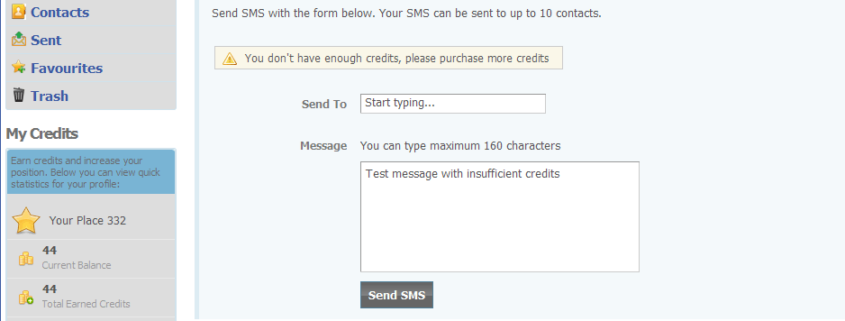 Contacts
Sent
Favourites
Trash
My Credits
Earn credits and increase your
position. Below you can view quick
statistics for your profile:
Your Place 332
44
Current Balance
44
Total Earned Credits
Send SMS with the form below. Your SMS can be sent to up to 10 contacts.
You don't have enough credits, please purchase more credits
Send To
Start typing...
Message
You can type maximum 160 characters
Test message with insufficient credits
Send SMS